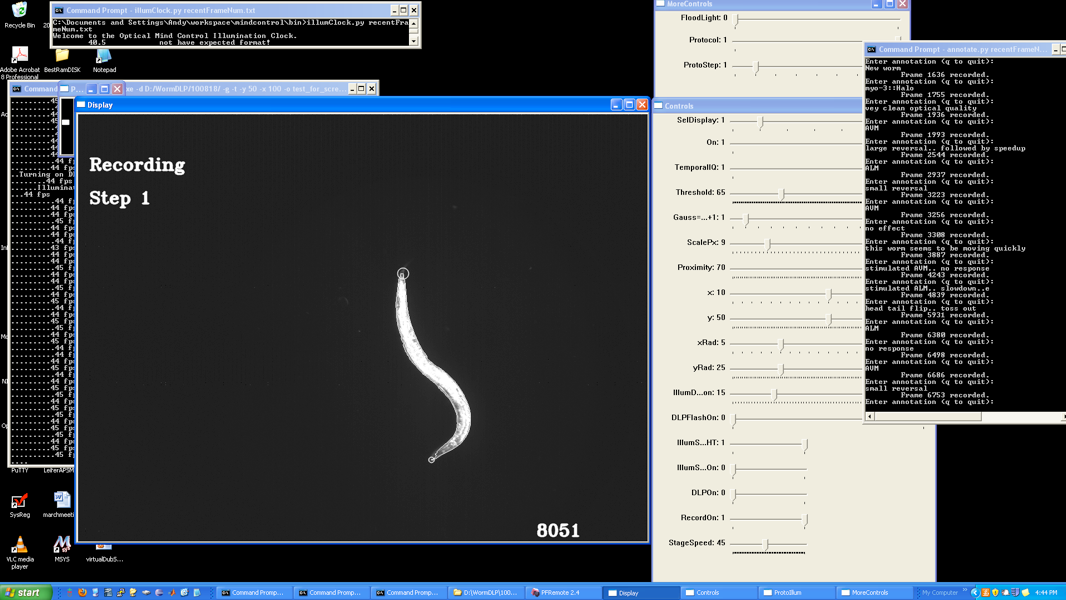 Recycle Bin
Adobe Acrobat 8 Professional
BestRamDISK
Notepad
Command Prompt - illumClock.py recentFrameNum.txt
C:\Documents and Settings\Andy\workspace\mindcontrol\bin>illumClock.py recentFra
meNum.txt
Welcome to the Optical Mind Control Illumination Clock.
40.5 not have expected format!
Command
P...
xe -d D:/WormDLP/100818/ -g -t -y 50 -x 100 -o test_for_scre...
Display
Recording
Step 1
8051
44 fps
45 fps
43 fps
MoreControls
FloodLight: 0
Protocol: 1
ProtoStep: 1
Controls
SelDisplay: 1
On: 1
TemporalIQ: 1
Threshold: 65
Gauss=...+1: 1
ScalePx: 9
Proximity: 70
x: 10
y: 50
xRad: 5
yRad: 25
IllumD...on: 15
DLPFlashOn: 0
IllumS...HT: 1
IllumS...On: 0
DLPOn: 0
RecordOn: 1
StageSpeed: 45
Command Prompt - annotate.py recentFrameN...
Enter annotation (q to quit):
New worm
Frame 1636 recorded.
Enter annotation (q to quit):
myo-3::Halo
Frame 1755 recorded.
Enter annotation (q to quit):
vey clean optical quality
Frame 1936 recorded.
Enter annotation (q to quit):
AVM
Frame 1993 recorded.
Enter annotation (q to quit):
large reversal.. followed by speedup
Frame 2544 recorded.
Enter annotation (q to quit):
ALM
Frame 2937 recorded.
Enter annotation (q to quit):
small reversal
Frame 3223 recorded.
Enter annotation (q to quit):
AVM
Frame 3256 recorded.
Enter annotation (q to quit):
no effect
Frame 3308 recorded.
Enter annotation (q to quit):
this worm seems to be moving quickly
Frame 3887 recorded.
Enter annotation (q to quit):
stimulated AVM.. no response
Frame 4243 recorded.
Enter annotation (q to quit):
stimulated ALM.. slowdown..e
Frame 4839 recorded.
Enter annotation (q to quit):
head tail flip.. toss out
Frame 5931 recorded.
Enter annotation (q to quit):
ALM
Frame 6380 recorded.
Enter annotation (q to quit):
no response
Frame 6498 recorded.
Enter annotation (q to quit):
AVM
Frame 6686 recorded.
Enter annotation (q to quit):
small reversal
Frame 6753 recorded.
Enter annotation (q to quit):
PuTTY
LeiferAPSM
SysReg
marchmeeti
VLC media player
MSYS
virtualDubS...
start
Command Promp...
Command Promp...
Command Promp...
D:\WormDLP\100...
PFRemote 2.4
Display
Controls
ProtoIllum
MoreControls
My Computer
4:44 PM